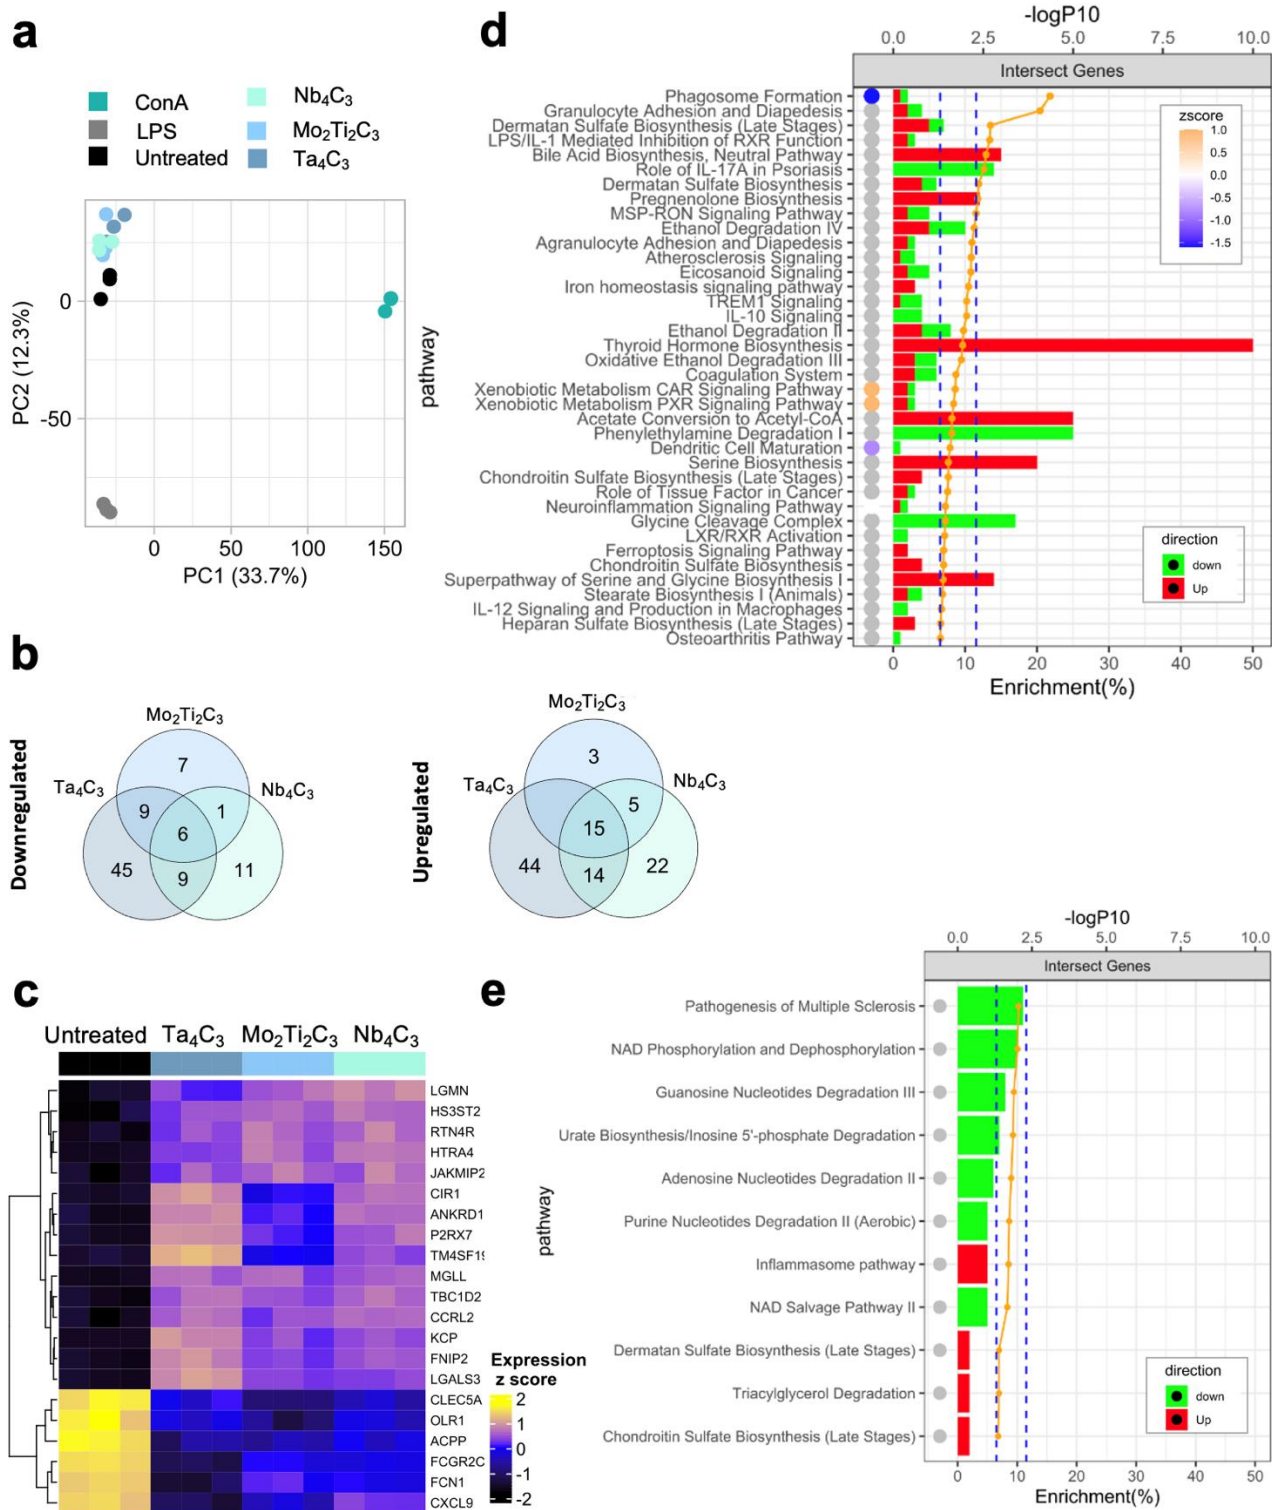 a
ConA
LPS
Untreated
Nb₄C₃
Mo₂Ti₂C₃
Ta₄C₃
PC2 (12.3%)
0
-50
0
50
100
150
PC1 (33.7%)
b
Downregulated
Mo₂Ti₂C₃
Ta₄C₃
Nb₄C₃
7
9
1
6
45
9
11
Upregulated
Mo₂Ti₂C₃
Ta₄C₃
Nb₄C₃
3
5
15
44
14
22
c
Untreated
Ta₄C₃
Mo₂Ti₂C₃
Nb₄C₃
LGMN
HS3ST2
RTN4R
HTRA4
JAKMIP2
CIR1
ANKRD1
P2RX7
TM4SF19
MGLL
TBC1D2
CCRL2
KCP
FNIP2
LGALS3
CLEC5A
OLR1
ACPP
FCGR2C
FCN1
CXCL9
Expression
z score
2
1
0
-1
-2
d
-logP10
0.0
2.5
5.0
7.5
10.0
Intersect Genes
pathway
Phagosome Formation
Granulocyte Adhesion and Diapedesis
Dermatan Sulfate Biosynthesis (Late Stages)
LPS/IL-1 Mediated Inhibition of RXR Function
Bile Acid Biosynthesis, Neutral Pathway
Role of IL-17A in Psoriasis
Dermatan Sulfate Biosynthesis
Pregnenolone Biosynthesis
MSP-RON Signaling Pathway
Ethanol Degradation IV
Agranulocyte Adhesion and Diapedesis
Atherosclerosis Signaling
Eicosanoid Signaling
Iron homeostasis signaling pathway
TREM1 Signaling
IL-10 Signaling
Ethanol Degradation II
Thyroid Hormone Biosynthesis
Oxidative Ethanol Degradation III
Coagulation System
Xenobiotic Metabolism CAR Signaling Pathway
Xenobiotic Metabolism PXR Signaling Pathway
Acetate Conversion to Acetyl-CoA
Phenylethylamine Degradation I
Dendritic Cell Maturation
Serine Biosynthesis
Chondroitin Sulfate Biosynthesis (Late Stages)
Role of Tissue Factor in Cancer
Neuroinflammation Signaling Pathway
Glycine Cleavage Complex
LXR/RXR Activation
Ferroptosis Signaling Pathway
Chondroitin Sulfate Biosynthesis
Superpathway of Serine and Glycine Biosynthesis I
Stearate Biosynthesis I (Animals)
IL-12 Signaling and Production in Macrophages
Heparan Sulfate Biosynthesis (Late Stages)
Osteoarthritis Pathway
zscore
1.0
0.5
0.0
-0.5
-1.0
-1.5
direction
down
Up
0
10
20
30
40
50
Enrichment(%)
e
-logP10
0.0
2.5
5.0
7.5
10.0
Intersect Genes
pathway
Pathogenesis of Multiple Sclerosis
NAD Phosphorylation and Dephosphorylation
Guanosine Nucleotides Degradation III
Urate Biosynthesis/Inosine 5'-phosphate Degradation
Adenosine Nucleotides Degradation II
Purine Nucleotides Degradation II (Aerobic)
Inflammasome pathway
NAD Salvage Pathway II
Dermatan Sulfate Biosynthesis (Late Stages)
Triacylglycerol Degradation
Chondroitin Sulfate Biosynthesis (Late Stages)
direction
down
Up
0
10
20
30
40
50
Enrichment(%)